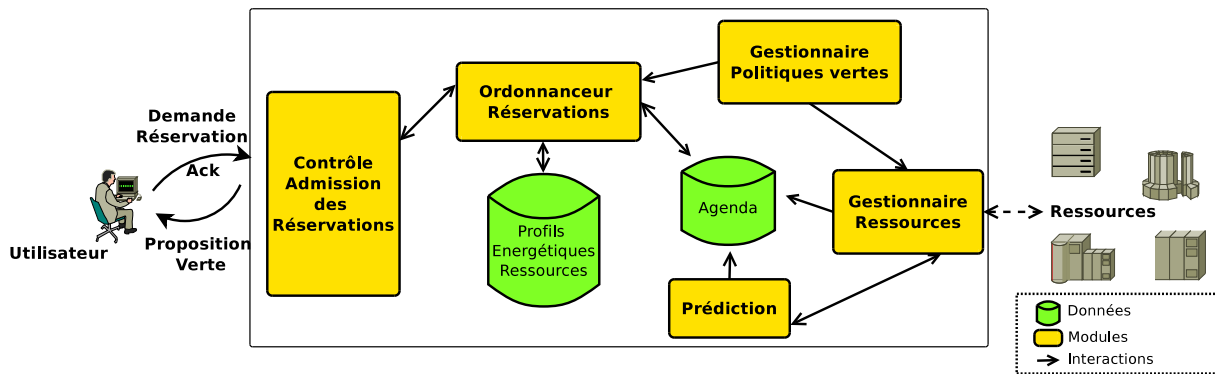 Demande
Réservation
Ack
Proposition
Verte
Utilisateur
Contrôle
Admission
des
Réservations
Ordonnanceur
Réservations
Profils
Energétiques
Ressources
Gestionnaire
Politiques vertes
Agenda
Gestionnaire
Ressources
Prédiction
Ressources
Données
Modules
Interactions